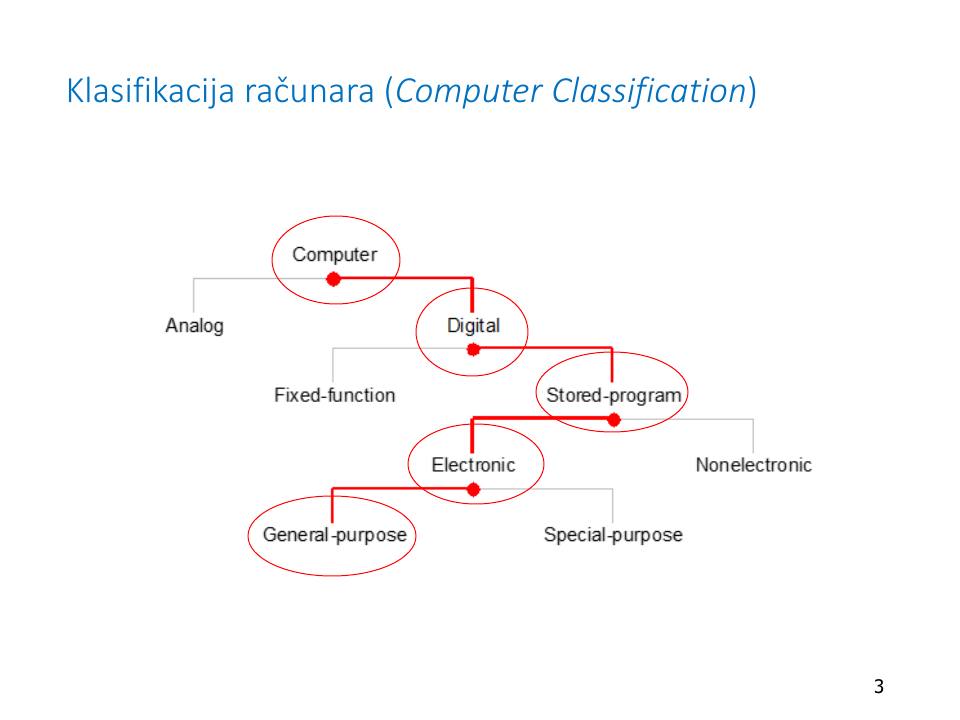 Klasifikacija računara (Computer Classification)
Computer
Analog
Digital
Fixed-function
Stored-program
Electronic
Nonelectronic
General-purpose
Special-purpose
3